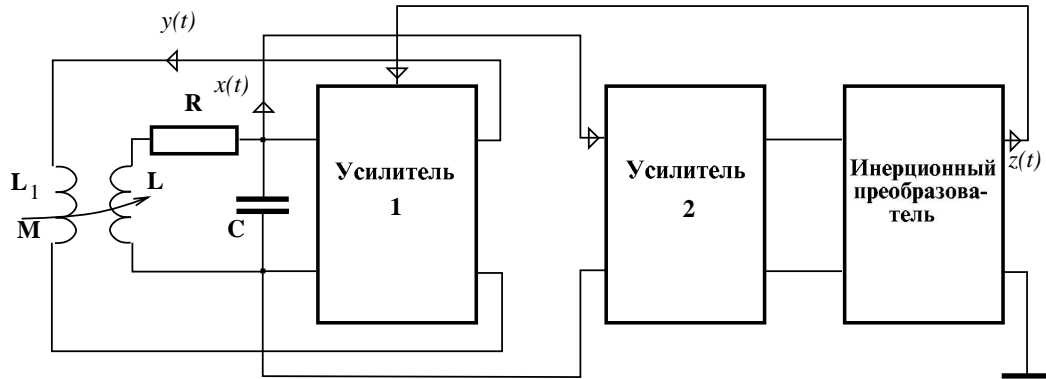 y(t)
x(t)
R
L1
L
M
C
Усилитель
1
Усилитель
2
Инерционный
преобразова-
тель
z(t)